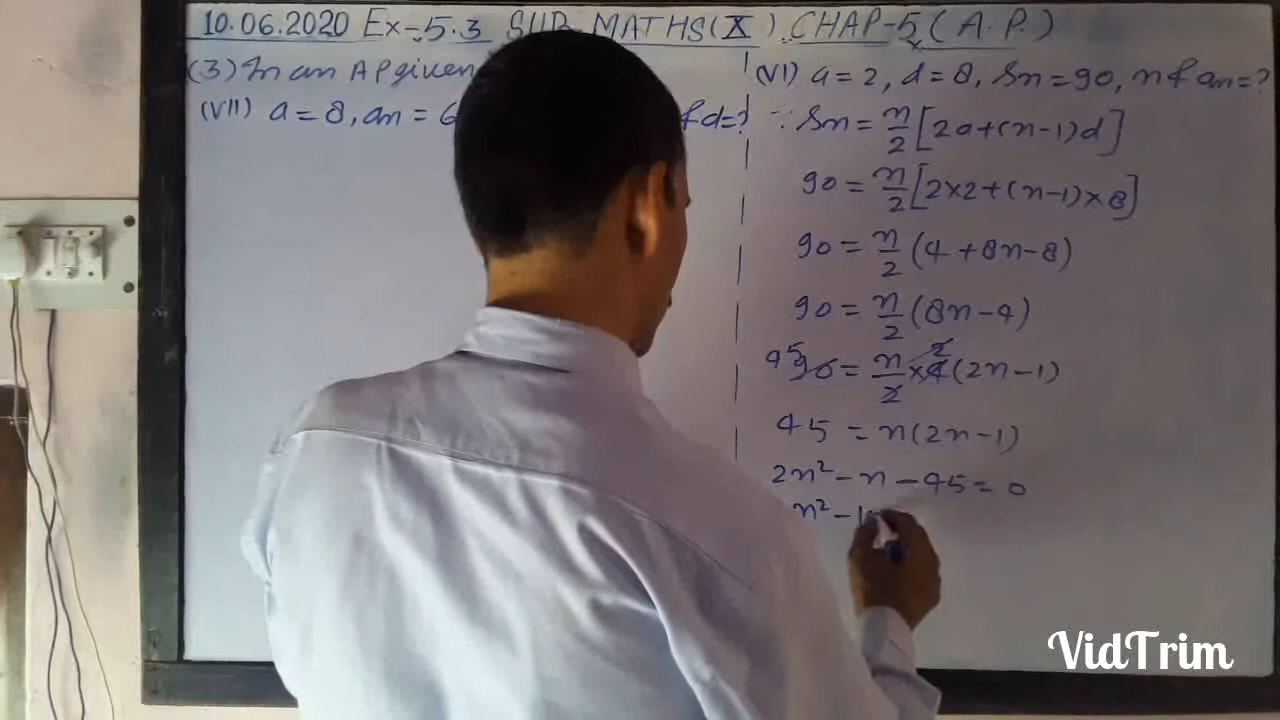 10.06.2020 Ex-5.3 SUB MATHS(X) CHAP-5 (A.P.)
(3) In an AP given
(VII) a = 8, an = 6 & d=?
(VI) a = 2, d = 8, Sn = 90, n & an = ?
∵ Sn = n/2 [2a+(n-1)d]
90 = n/2 [2×2+(n-1)×8]
90 = n/2 (4+8n-8)
90 = n/2 (8n-4)
45 90 = n/2 ×4 2 (2n-1)
45 = n(2n-1)
2n²-n-45=0
n²-1
VidTrim